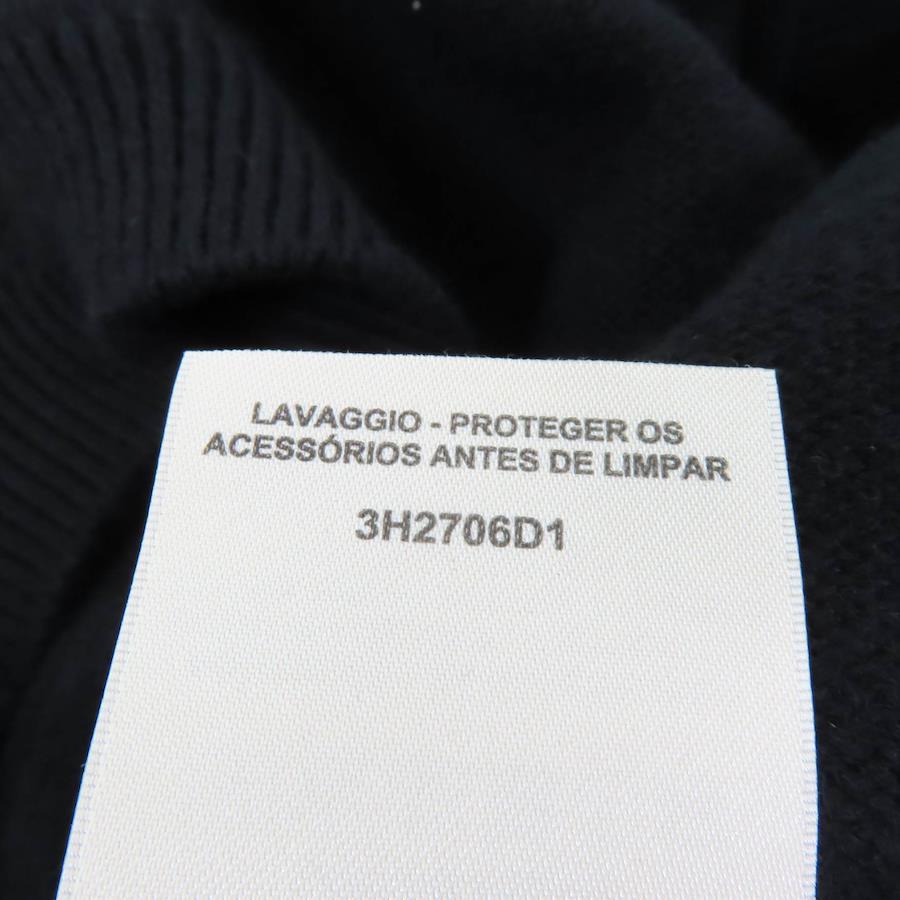 LAVAGGIO - PROTEGER OS
ACESSÓRIOS ANTES DE LIMPAR
3H2706D1